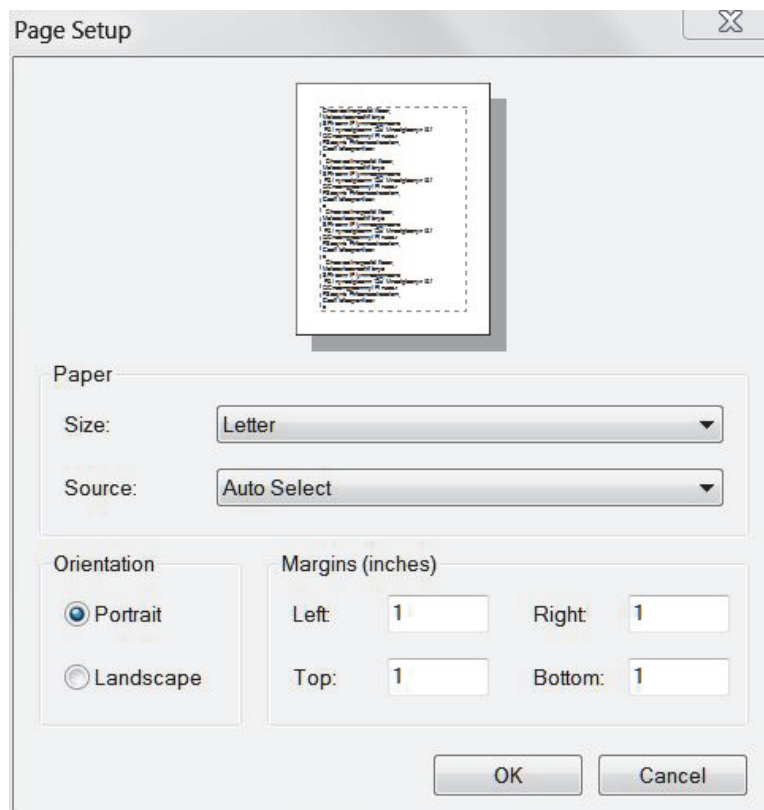 Page Setup
Paper
Size: Letter
Source: Auto Select
Orientation Margins (inches)
Portrait Left: 1 Right: 1
Landscape Top: 1 Bottom: 1
OK Cancel